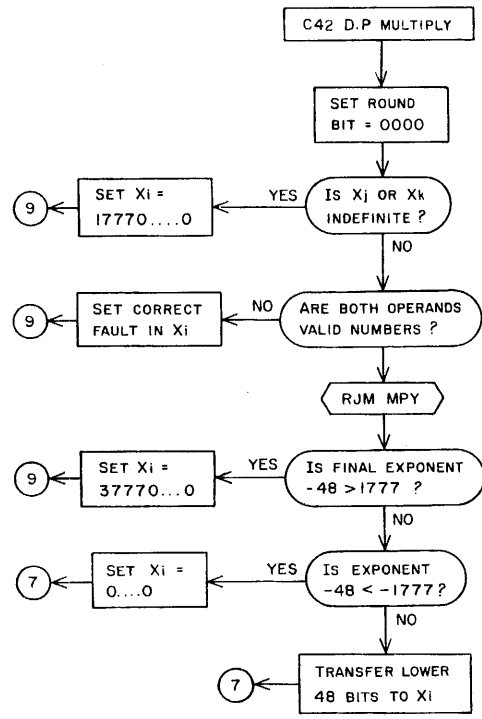 C42 D.P MULTIPLY
SET ROUND
BIT = 0000
IS Xj OR Xk
INDEFINITE ?
YES
SET Xi =
17770....0
9
NO
ARE BOTH OPERANDS
VALID NUMBERS ?
NO
SET CORRECT
FAULT IN Xi
9
RJM MPY
IS FINAL EXPONENT
-48 > 1777 ?
YES
SET Xi =
37770...0
9
NO
IS EXPONENT
-48 < -1777?
YES
SET Xi =
0....0
7
NO
TRANSFER LOWER
48 BITS TO Xi
7